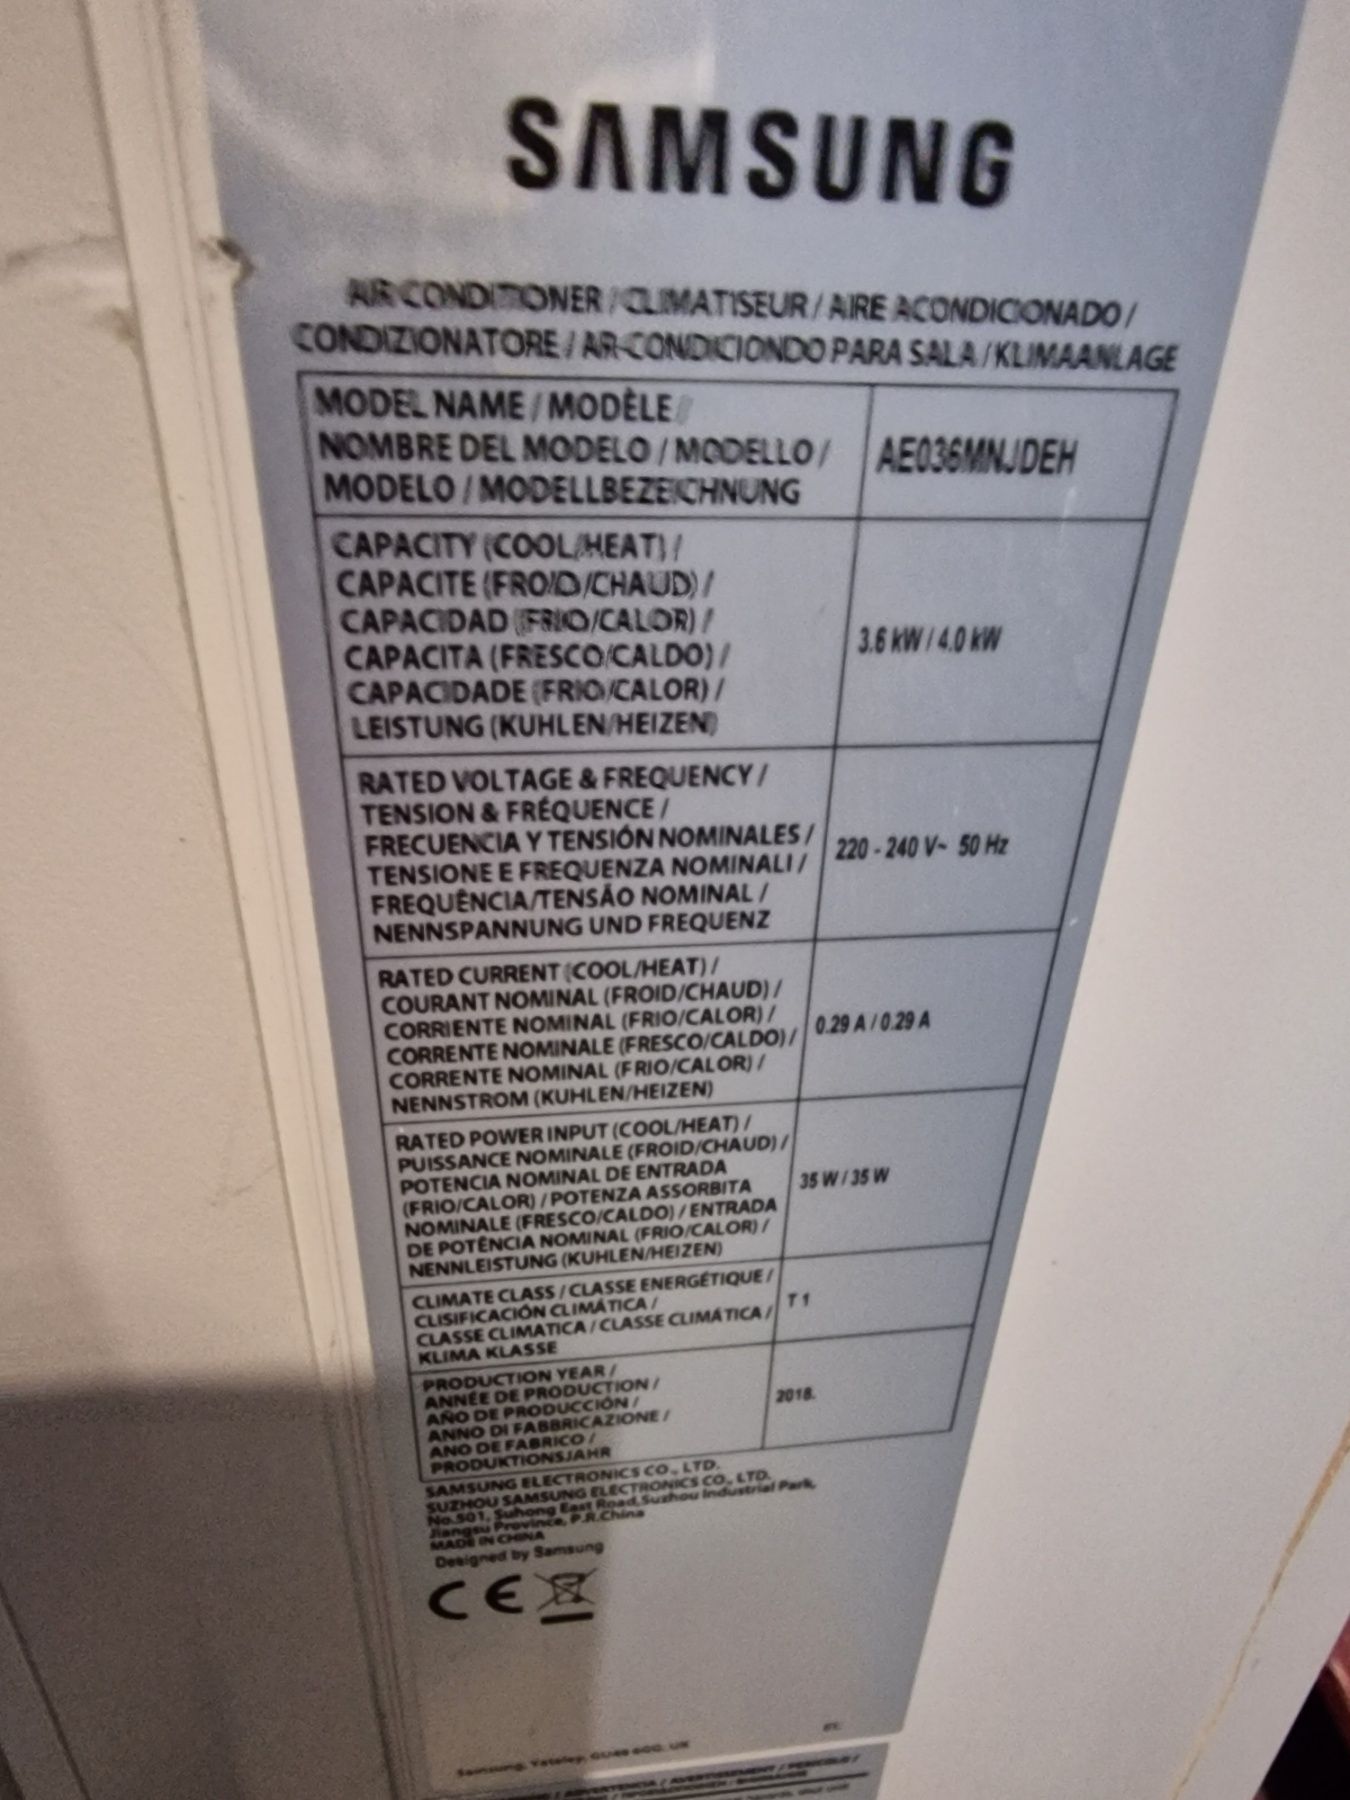 SAMSUNG
AIR CONDITIONER / CLIMATISEUR / AIRE ACONDICIONADO /
CONDIZIONATORE / AR-CONDICIONDO PARA SALA / KLIMAANLAGE
MODEL NAME / MODÈLE /
NOMBRE DEL MODELO / MODELLO /
MODELO / MODELLBEZEICHNUNG
AE036MNJDEH
CAPACITY (COOL/HEAT) /
CAPACITE (FROID/CHAUD) /
CAPACIDAD (FRIO/CALOR) /
CAPACITA (FRESCO/CALDO) /
CAPACIDADE (FRIO/CALOR) /
LEISTUNG (KUHLEN/HEIZEN)
3.6 kW / 4.0 kW
RATED VOLTAGE & FREQUENCY /
TENSION & FRÉQUENCE /
FRECUENCIA Y TENSIÓN NOMINALES /
TENSIONE E FREQUENZA NOMINALI /
FREQUÊNCIA/TENSÃO NOMINAL /
NENNSPANNUNG UND FREQUENZ
220 - 240 V~ 50 Hz
RATED CURRENT (COOL/HEAT) /
COURANT NOMINAL (FROID/CHAUD) /
CORRIENTE NOMINAL (FRIO/CALOR) /
CORRENTE NOMINALE (FRESCO/CALDO) /
CORRENTE NOMINAL (FRIO/CALOR) /
NENNSTROM (KUHLEN/HEIZEN)
0.29 A / 0.29 A
RATED POWER INPUT (COOL/HEAT) /
PUISSANCE NOMINALE (FROID/CHAUD) /
POTENCIA NOMINAL DE ENTRADA
(FRIO/CALOR) / POTENZA ASSORBITA
NOMINALE (FRESCO/CALDO) / ENTRADA
DE POTÊNCIA NOMINAL (FRIO/CALOR) /
NENNLEISTUNG (KUHLEN/HEIZEN)
35 W / 35 W
CLIMATE CLASS / CLASSE ENERGÉTIQUE /
CLISIFICACIÓN CLIMÁTICA /
CLASSE CLIMATICA / CLASSE CLIMÁTICA /
KLIMA KLASSE
T 1
PRODUCTION YEAR /
ANNÉE DE PRODUCTION /
AÑO DE PRODUCCIÓN /
ANNO DI FABBRICAZIONE /
ANO DE FABRICO /
PRODUKTIONSJAHR
2018.
SAMSUNG ELECTRONICS CO., LTD.
SUZHOU SAMSUNG ELECTRONICS CO., LTD.
No.501, Suhong East Road,Suzhou Industrial Park,
Jiangsu Province, P.R.China
MADE IN CHINA
Designed by Samsung
CE
Samsung, Yateley, UK
/ ADVERTENCIA / AVERTISSEMENT /